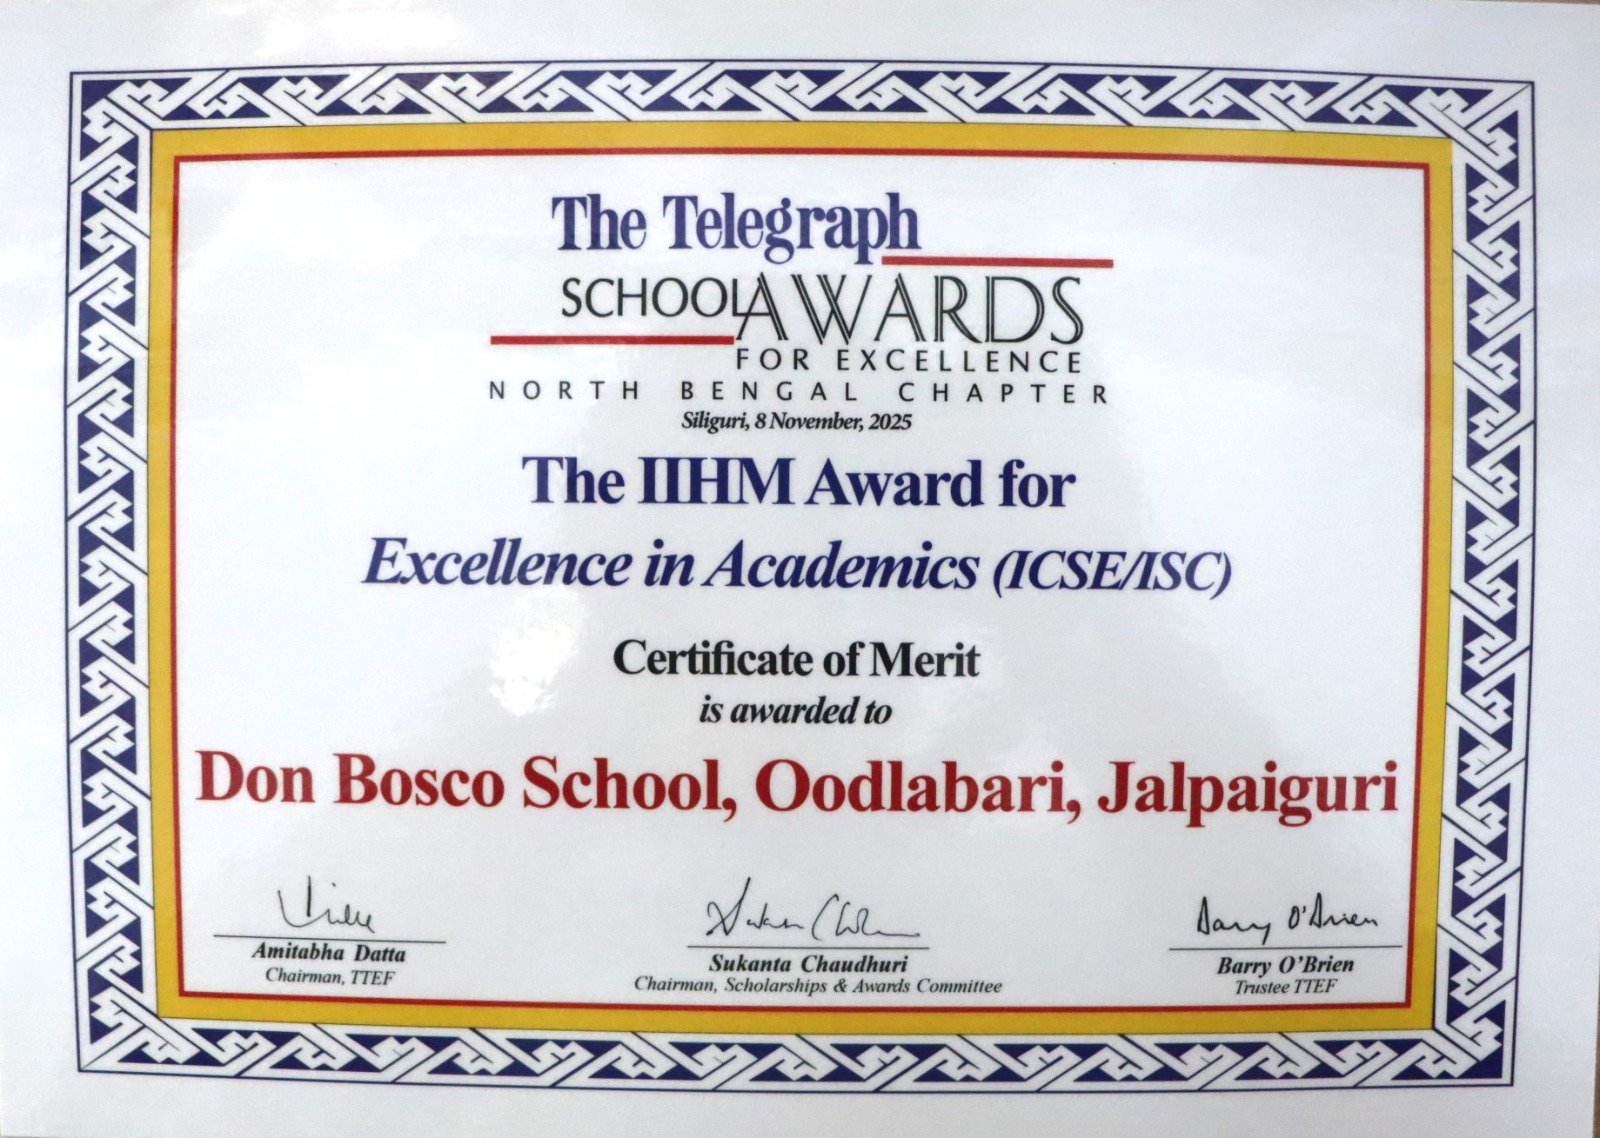 The Telegraph
SCHOOL AWARDS
FOR EXCELLENCE
NORTH BENGAL CHAPTER
Siliguri, 8 November, 2025
The IIHM Award for
Excellence in Academics (ICSE/ISC)
Certificate of Merit
is awarded to
Don Bosco School, Oodlabari, Jalpaiguri
Barry O'Brien
Amitabha Datta
Chairman, TTEF
Sukanta Chaudhuri
Chairman, Scholarships & Awards Committee
Barry O'Brien
Trustee TTEF